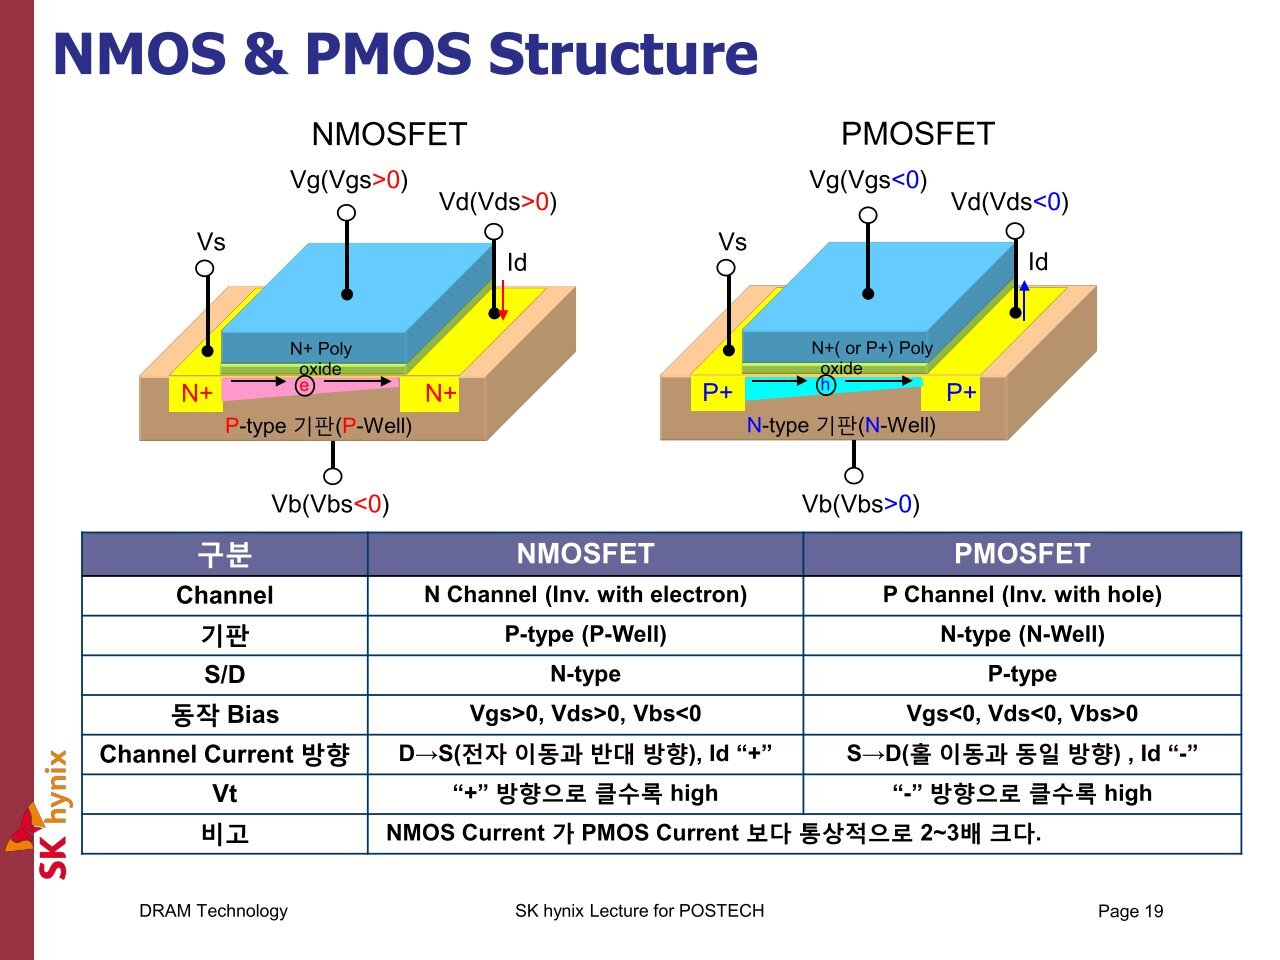 NMOS & PMOS Structure
NMOSFET
Vg(Vgs>0)
Vd(Vds>0)
Vs
Id
N+ Poly
oxide
N+
e
N+
P-type 기판(P-Well)
Vb(Vbs<0)
PMOSFET
Vg(Vgs<0)
Vd(Vds<0)
Vs
Id
N+( or P+) Poly
oxide
P+
h
P+
N-type 기판(N-Well)
Vb(Vbs>0)
구분 NMOSFET PMOSFET
Channel N Channel (Inv. with electron) P Channel (Inv. with hole)
기판 P-type (P-Well) N-type (N-Well)
S/D N-type P-type
동작 Bias Vgs>0, Vds>0, Vbs<0 Vgs<0, Vds<0, Vbs>0
Channel Current 방향 D→S(전자 이동과 반대 방향), Id “+” S→D(홀 이동과 동일 방향) , Id “-”
Vt “+” 방향으로 클수록 high “-” 방향으로 클수록 high
비고 NMOS Current 가 PMOS Current 보다 통상적으로 2~3배 크다.
SK hynix
DRAM Technology
SK hynix Lecture for POSTECH
Page 19